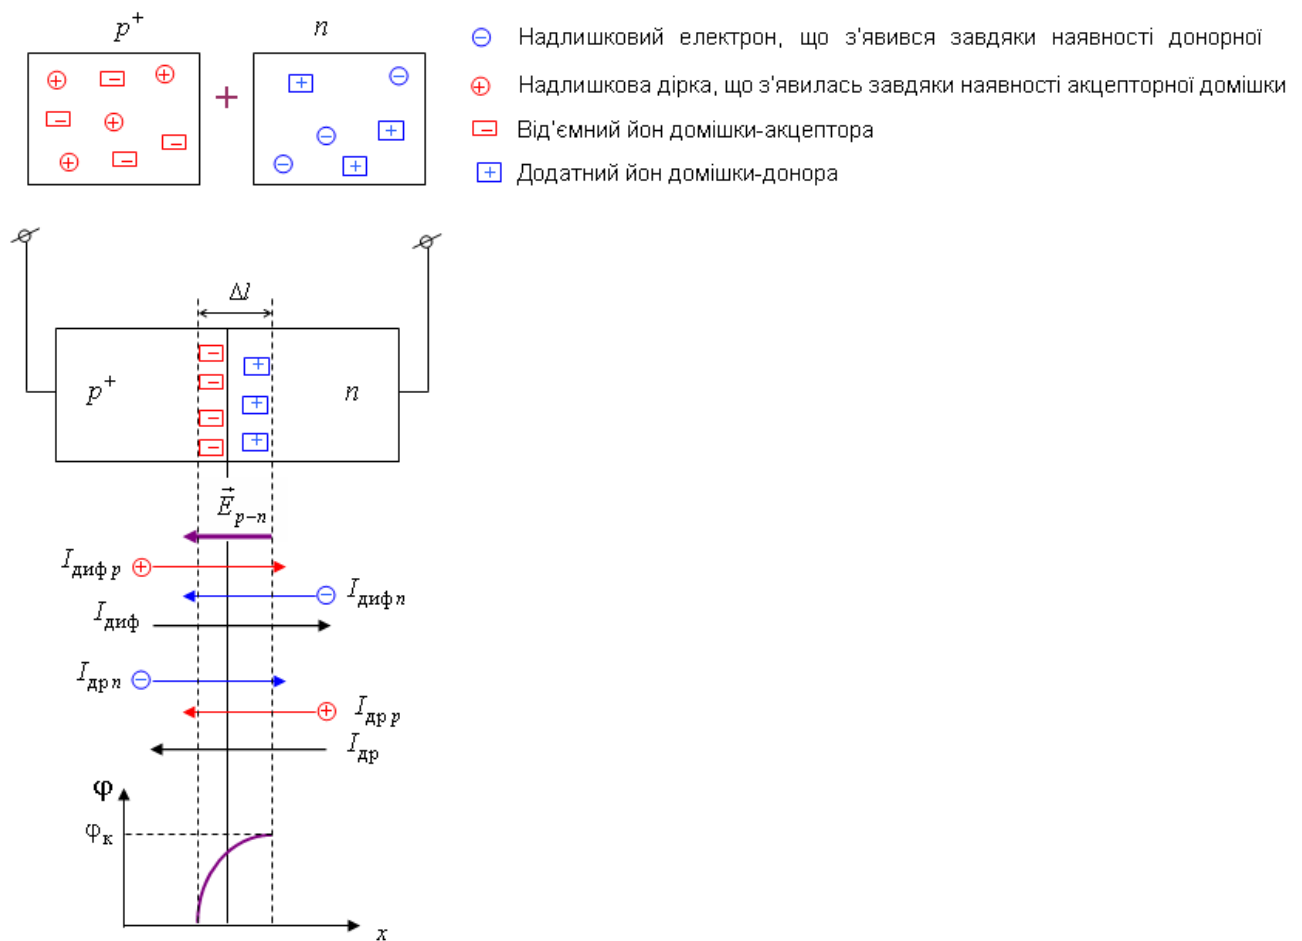 p⁺
n
+
Надлишковий електрон, що з'явився завдяки наявності донорної
Надлишкова дірка, що з'явилась завдяки наявності акцепторної домішки
Від'ємний йон домішки-акцептора
Додатний йон домішки-донора
Δl
p⁺
n
E⃗ p−n
I диф p
I диф n
I диф
I др n
I др p
I др
φ
φ к
x